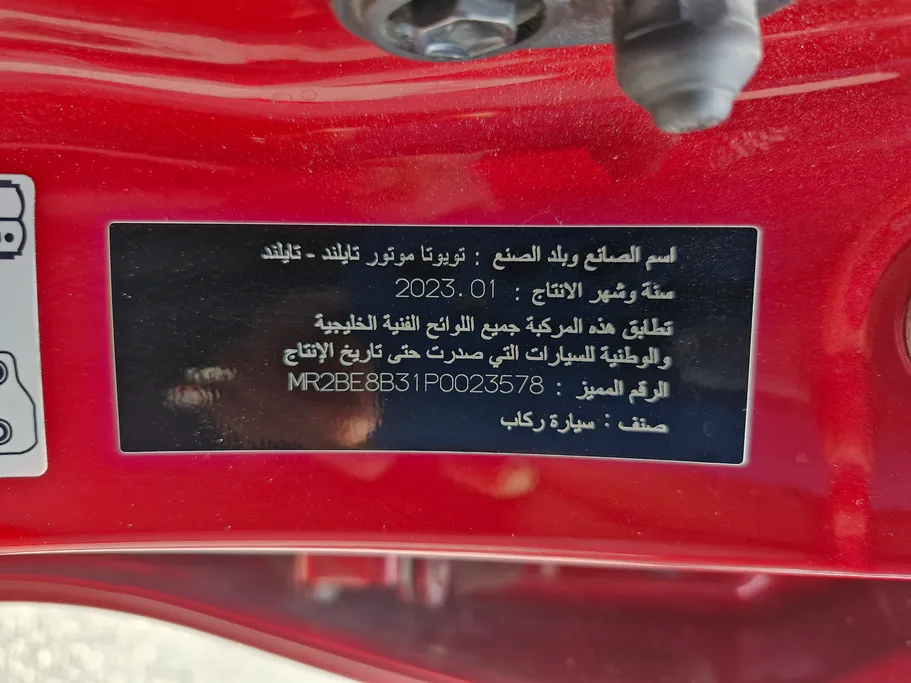 اسم الصانع وبلد الصنع : تويوتا موتور تايلند - تايلند
سنة وشهر الانتاج : 2023.01
تطابق هذه المركبة جميع اللوائح الفنية الخليجية
والوطنية للسيارات التي صدرت حتى تاريخ الإنتاج
الرقم المميز : MR2BE8B31P0023578
صنف : سيارة ركاب